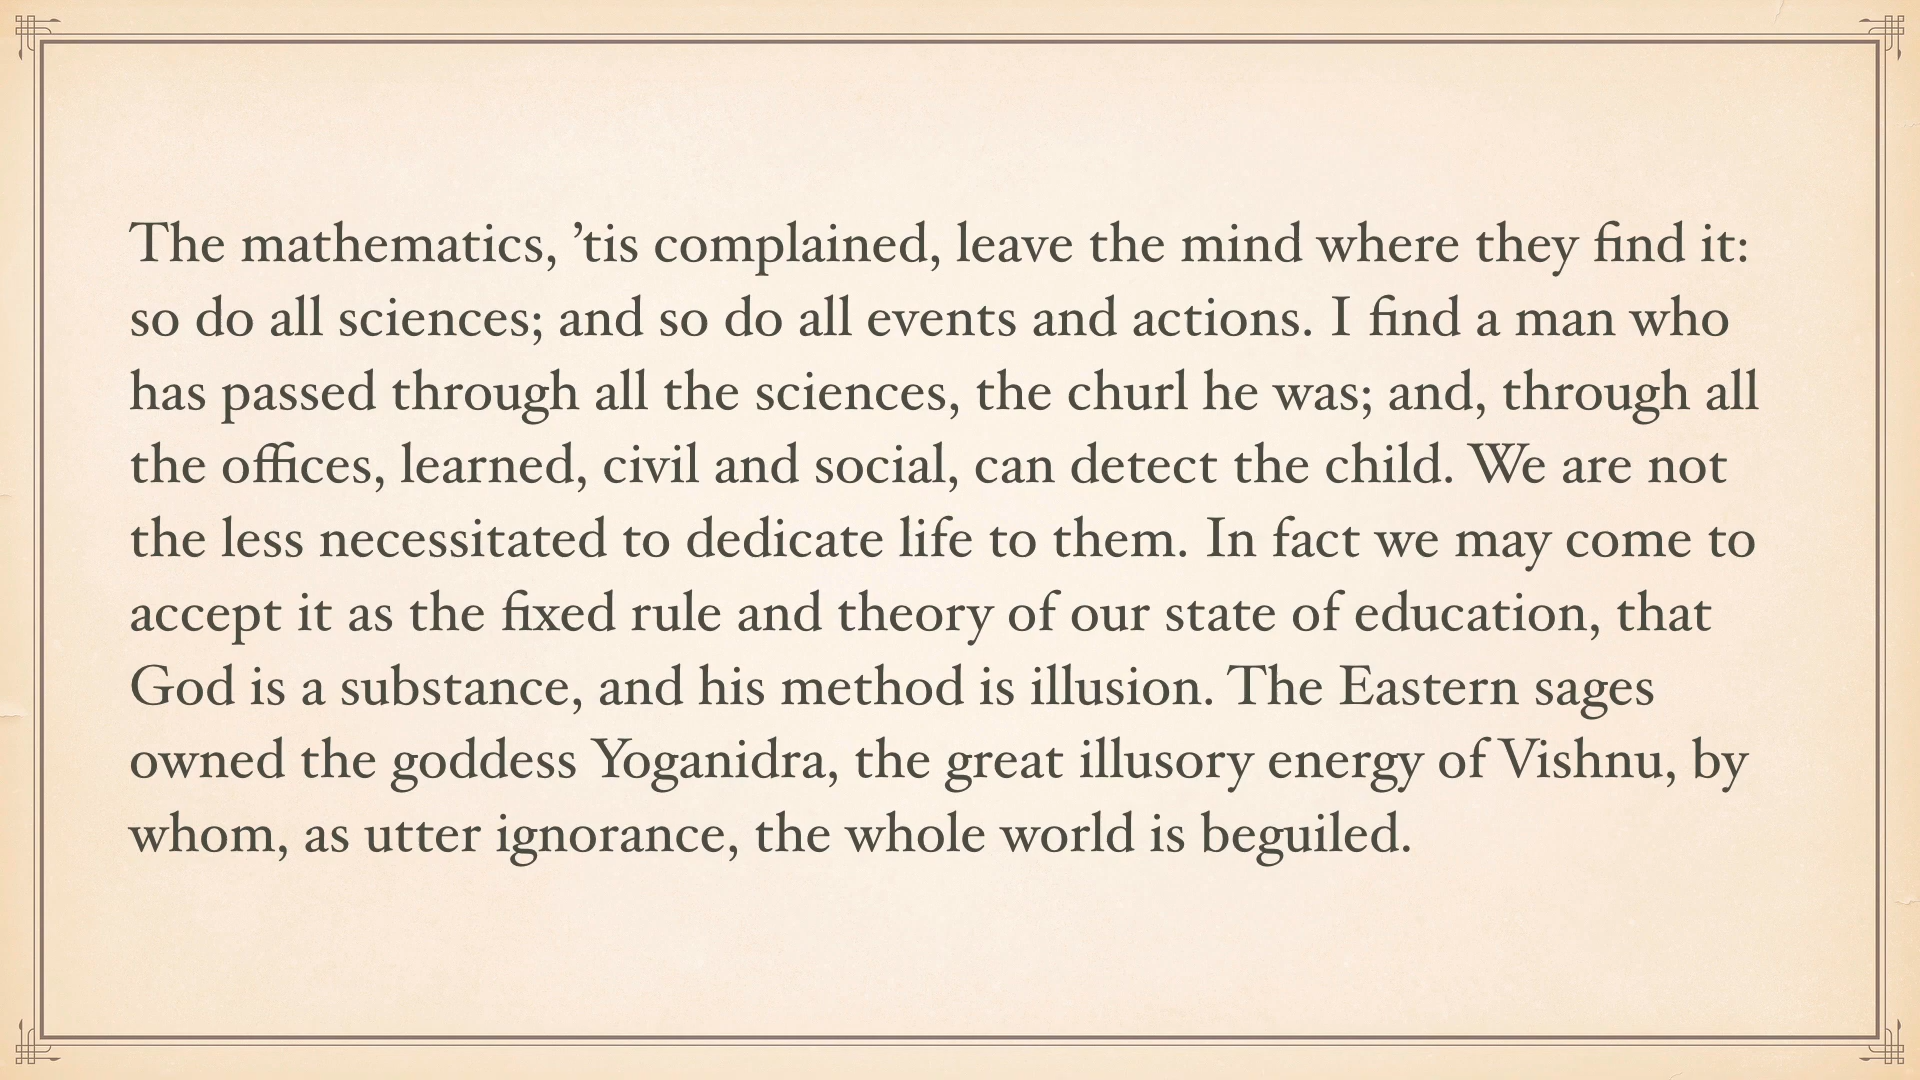 The mathematics, ’tis complained, leave the mind where they find it:
so do all sciences; and so do all events and actions. I find a man who
has passed through all the sciences, the churl he was; and, through all
the offices, learned, civil and social, can detect the child. We are not
the less necessitated to dedicate life to them. In fact we may come to
accept it as the fixed rule and theory of our state of education, that
God is a substance, and his method is illusion. The Eastern sages
owned the goddess Yoganidra, the great illusory energy of Vishnu, by
whom, as utter ignorance, the whole world is beguiled.